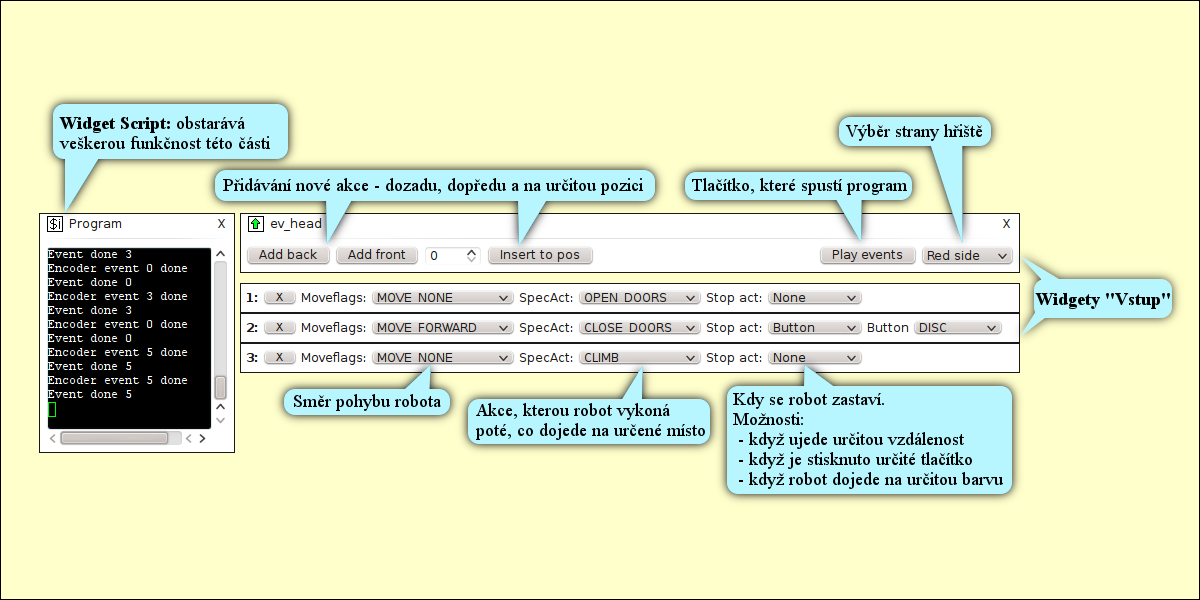 Widget Script: obstarává
veškerou funkčnost této části
Výběr strany hřiště
Přidávání nové akce - dozadu, dopředu a na určitou pozici
Tlačítko, které spustí program
$i Program X
ev_head X
Event done 3
Encoder event 0 done
Event done 0
Encoder event 3 done
Event done 3
Encoder event 0 done
Event done 0
Encoder event 5 done
Event done 5
Encoder event 5 done
Event done 5
Add back Add front 0 Insert to pos Play events Red side
Widgety "Vstup"
1: X Moveflags: MOVE_NONE SpecAct: OPEN_DOORS Stop act: None
2: X Moveflags: MOVE_FORWARD SpecAct: CLOSE_DOORS Stop act: Button Button DISC
3: X Moveflags: MOVE_NONE SpecAct: CLIMB Stop act: None
Směr pohybu robota
Akce, kterou robot vykoná
poté, co dojede na určené místo
Kdy se robot zastaví.
Možnosti:
- když ujede určitou vzdálenost
- když je stisknuto určité tlačítko
- když robot dojede na určitou barvu